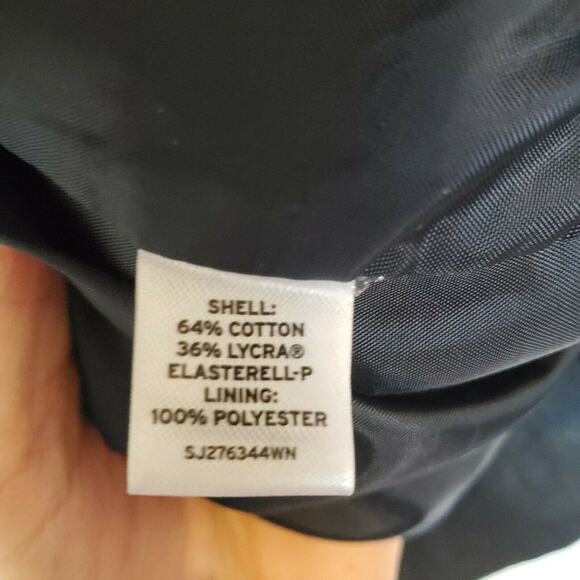 SHELL:
64% COTTON
36% LYCRA®
ELASTERELL-P
LINING:
100% POLYESTER
SJ276344WN